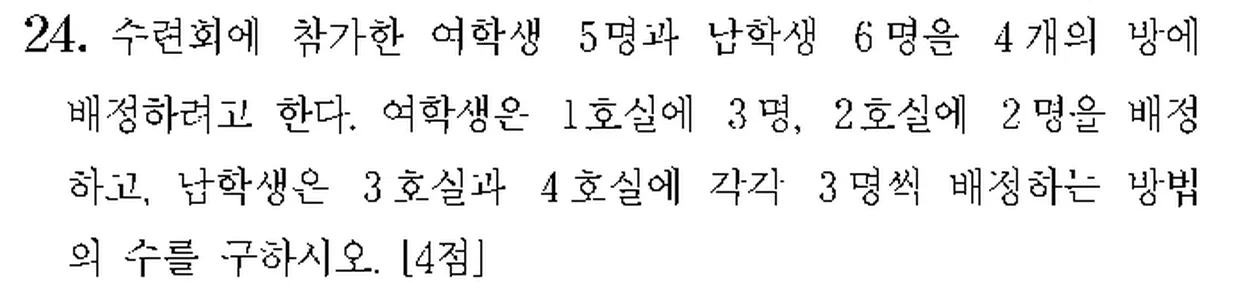 24. 수련회에 참가한 여학생 5명과 남학생 6명을 4개의 방에
배정하려고 한다. 여학생은 1호실에 3명, 2호실에 2명을 배정
하고, 남학생은 3호실과 4호실에 각각 3명씩 배정하는 방법
의 수를 구하시오. [4점]